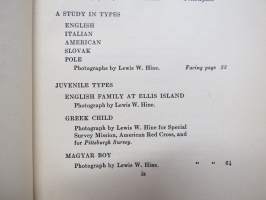 A STUDY IN TYPES
ENGLISH
ITALIAN
AMERICAN
SLOVAK
POLE
Photographs by Lewis W. Hine. Facing page 52
JUVENILE TYPES
ENGLISH FAMILY AT ELLIS ISLAND
Photograph by Lewis W. Hine.
GREEK CHILD
Photograph by Lewis W. Hine for Special
Survey Mission, American Red Cross, and
for Pittsburgh Survey.
MAGYAR BOY
Photograph by Lewis W. Hine. " " 64
ix